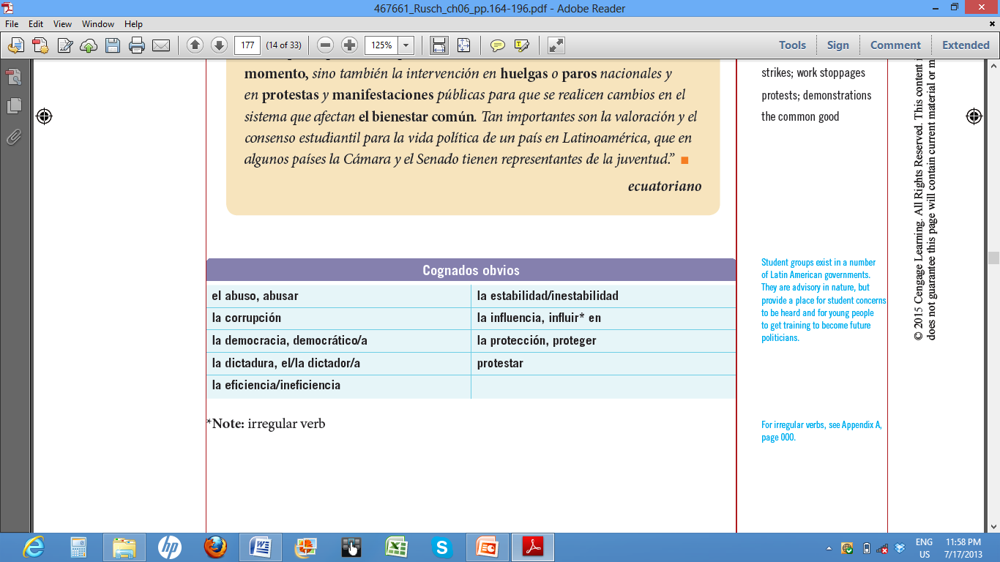 467661_Rusch_ch06_pp.164-196.pdf - Adobe Reader
File Edit View Window Help
177 (14 of 33) 125% Tools Sign Comment Extended
momento, sino también la intervención en huelgas o paros nacionales y
en protestas y manifestaciones públicas para que se realicen cambios en el
sistema que afectan el bienestar común. Tan importantes son la valoración y el
consenso estudiantil para la vida política de un país en Latinoamérica, que en
algunos países la Cámara y el Senado tienen representantes de la juventud.”
ecuatoriano
strikes; work stoppages
protests; demonstrations
the common good
Cognados obvios
el abuso, abusar
la estabilidad/inestabilidad
la corrupción
la influencia, influir* en
la democracia, democrático/a
la protección, proteger
la dictadura, el/la dictador/a
protestar
la eficiencia/ineficiencia
*Note: irregular verb
Student groups exist in a number
of Latin American governments.
They are advisory in nature, but
provide a place for student concerns
to be heard and for young people
to get training to become future
politicians.
For irregular verbs, see Appendix A,
page 000.
© 2015 Cengage Learning. All Rights Reserved. This content
does not guarantee this page will contain current material or
hp
ENG
US
11:58 PM
7/17/2013